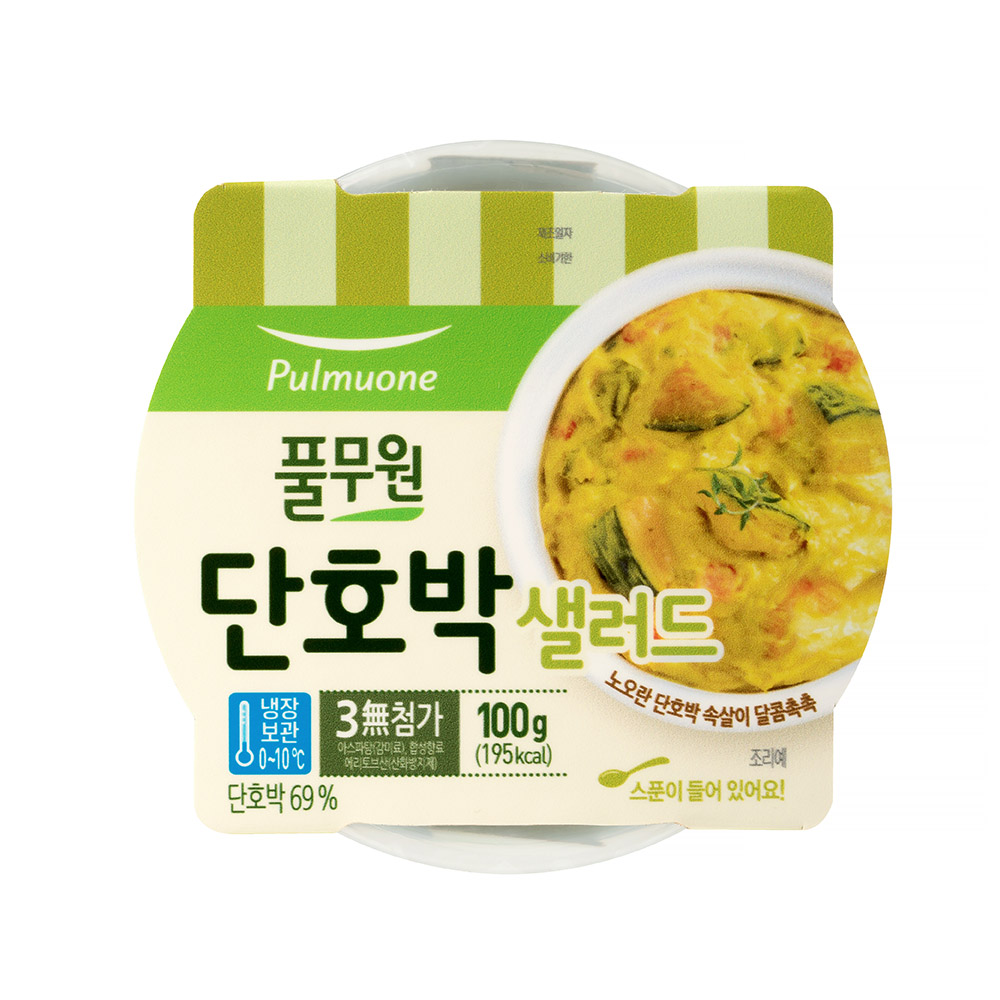 제조일자
소비기한
Pulmuone
풀무원
단호박 샐러드
노오란 단호박 속살이 달콤촉촉
냉장
보관
0~10℃
3無첨가
아스파탐(감미료), 합성향료
에리토브산(산화방지제)
100g
(195kcal)
단호박 69%
조리예
스푼이 들어 있어요!